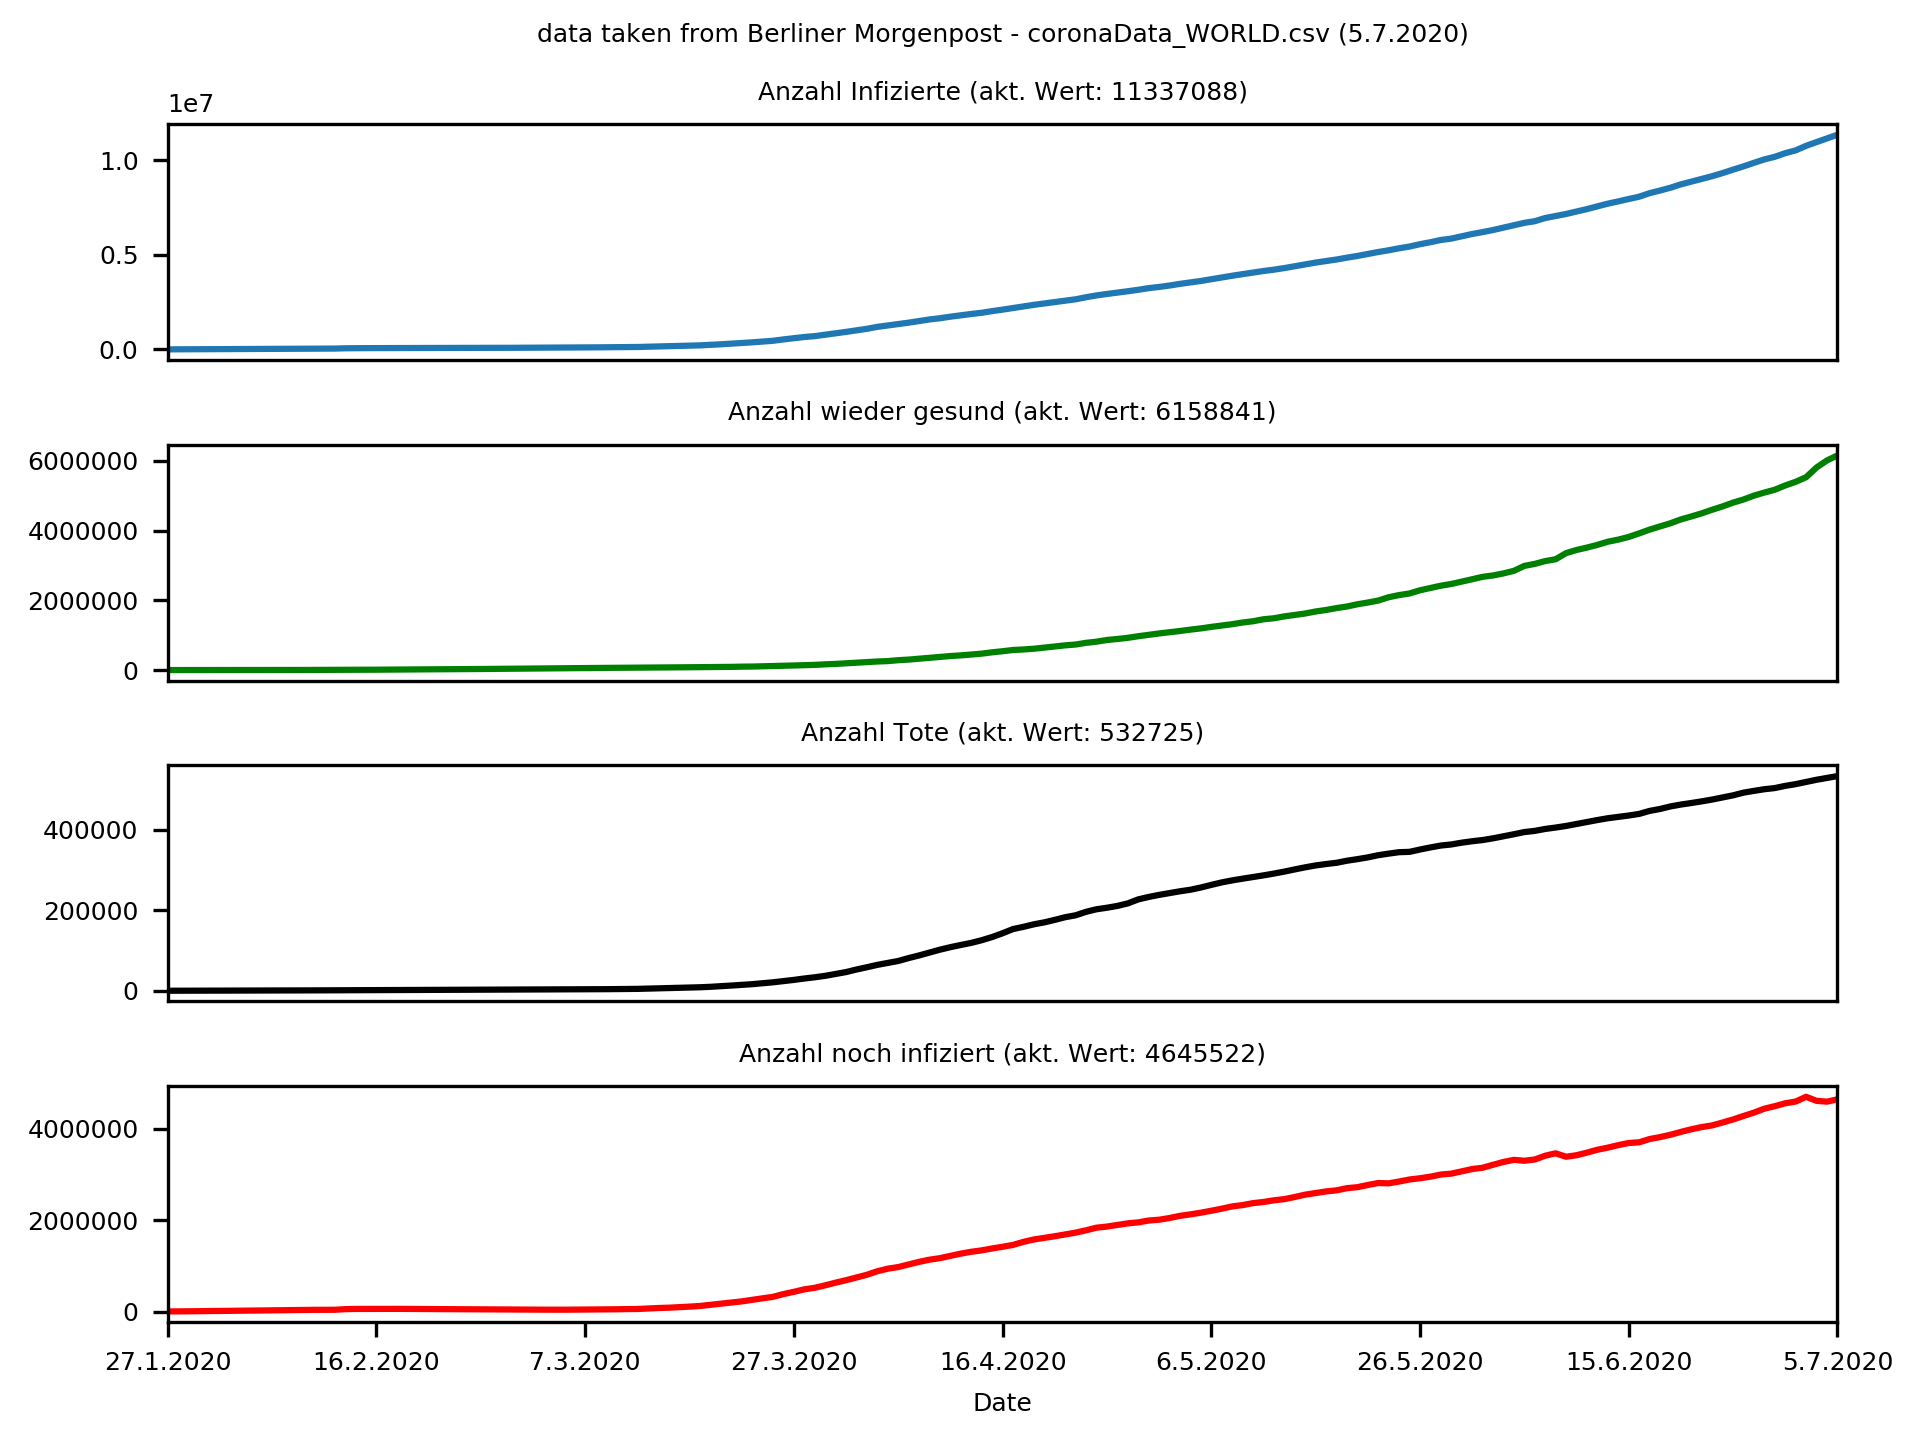 data taken from Berliner Morgenpost - coronaData_WORLD.csv (5.7.2020)
Anzahl Infizierte (akt. Wert: 11337088)
1e7
1.0
0.5
0.0
Anzahl wieder gesund (akt. Wert: 6158841)
6000000
4000000
2000000
0
Anzahl Tote (akt. Wert: 532725)
400000
200000
0
Anzahl noch infiziert (akt. Wert: 4645522)
4000000
2000000
0
27.1.2020 16.2.2020 7.3.2020 27.3.2020 16.4.2020 6.5.2020 26.5.2020 15.6.2020 5.7.2020
Date